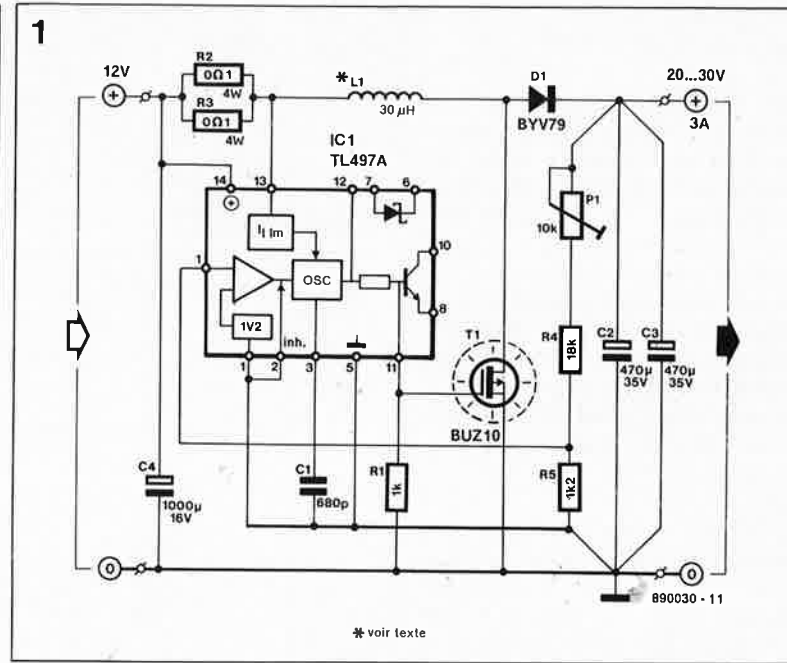 1
12V
R2
0Ω1
4W
R3
0Ω1
4W
*L1
30 µH
D1
BYV79
20...30V
3A
IC1
TL497A
14
13
12
7
6
10
8
1
OSC
1V2
inh.
1
2
3
5
11
P1
10k
R4
18k
R5
1k2
C2
470µ
35V
C3
470µ
35V
T1
BUZ10
C4
1000µ
16V
C1
680p
R1
1k
0
0
890030 - 11
* voir texte